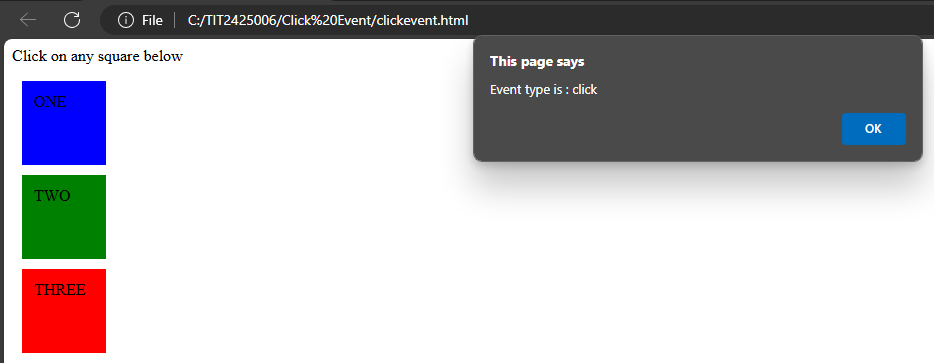 File
C:/TIT2425006/Click%20Event/clickevent.html
Click on any square below
This page says
Event type is : click
OK
ONE
TWO
THREE